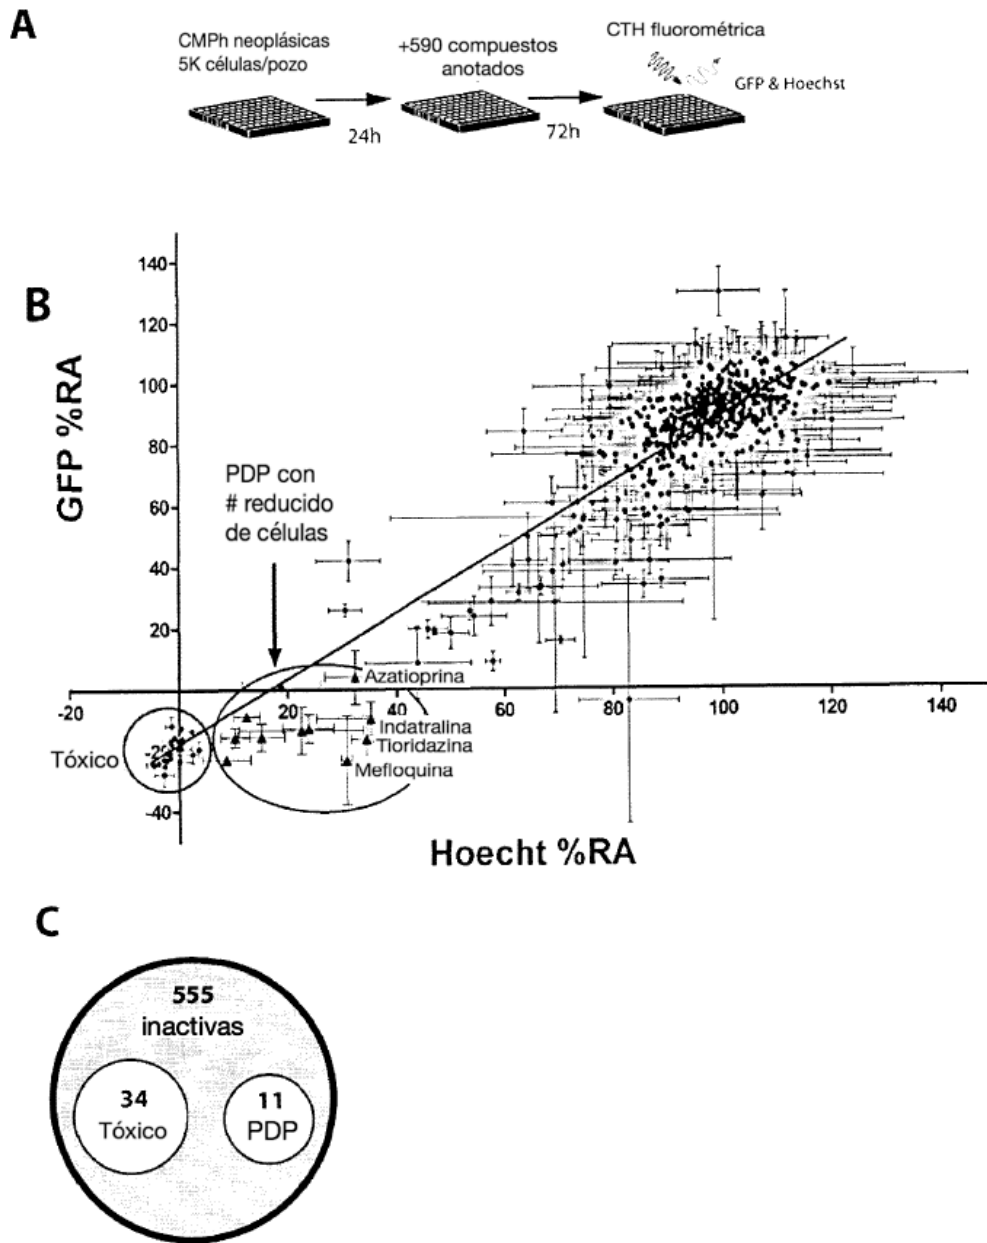 A
CMPh neoplásicas
5K células/pozo
24h
+590 compuestos
anotados
72h
CTH fluorométrica
GFP & Hoechst
B
GFP %RA
140
120
100
80
60
40
20
-20
-40
PDP con
# reducido
de células
-20
20
40
60
80
100
120
140
Azatioprina
Indatralina
Tioridazina
Mefloquina
Tóxico
Hoecht %RA
C
555
inactivas
34
Tóxico
11
PDP